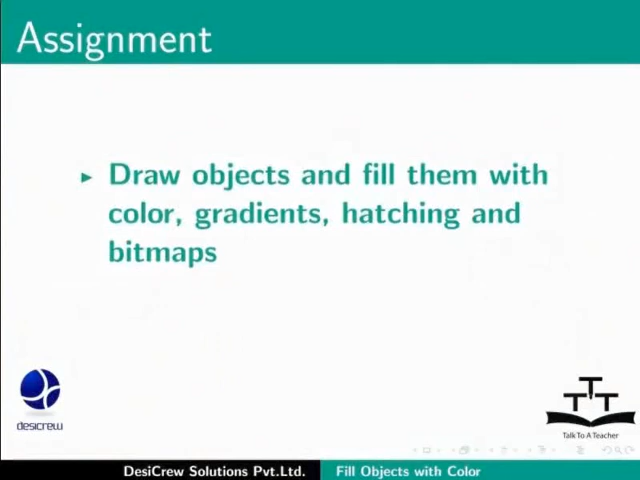 Assignment
Draw objects and fill them with
color, gradients, hatching and
bitmaps
desicrew
TTT
Talk To A Teacher
DesiCrew Solutions Pvt.Ltd. Fill Objects with Color